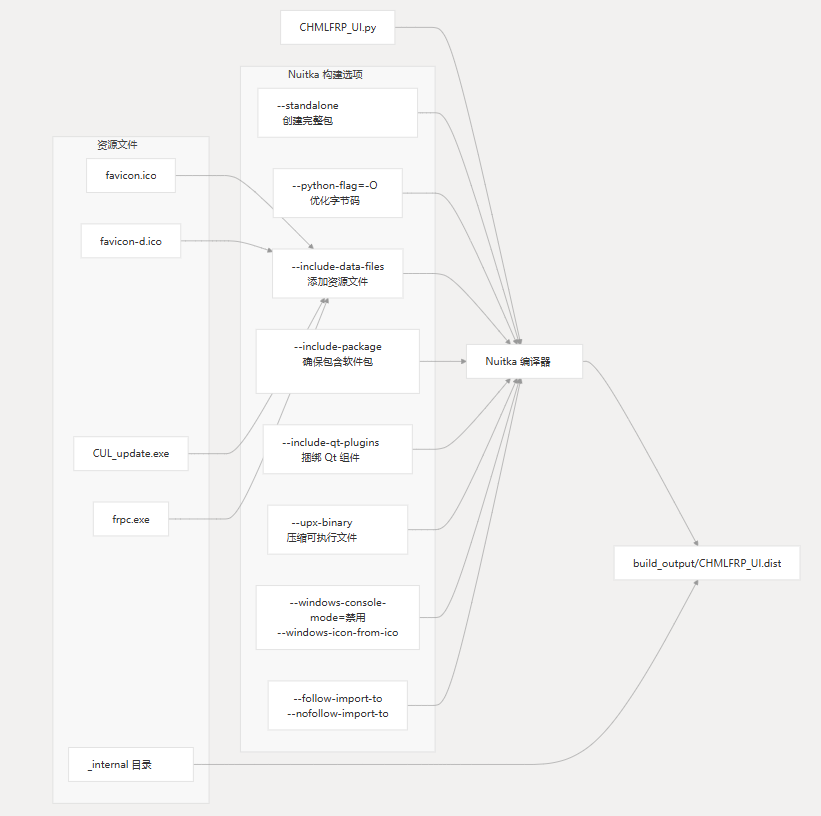 CHMLFRP_UI.py
Nuitka 构建选项
--standalone
创建完整包
资源文件
favicon.ico
--python-flag=-O
优化字节码
favicon-d.ico
--include-data-files
添加资源文件
--include-package
确保包含软件包
Nuitka 编译器
--include-qt-plugins
捆绑 Qt 组件
CUL_update.exe
frpc.exe
--upx-binary
压缩可执行文件
build_output/CHMLFRP_UI.dist
--windows-console-
mode=禁用
--windows-icon-from-ico
--follow-import-to
--nofollow-import-to
_internal 目录